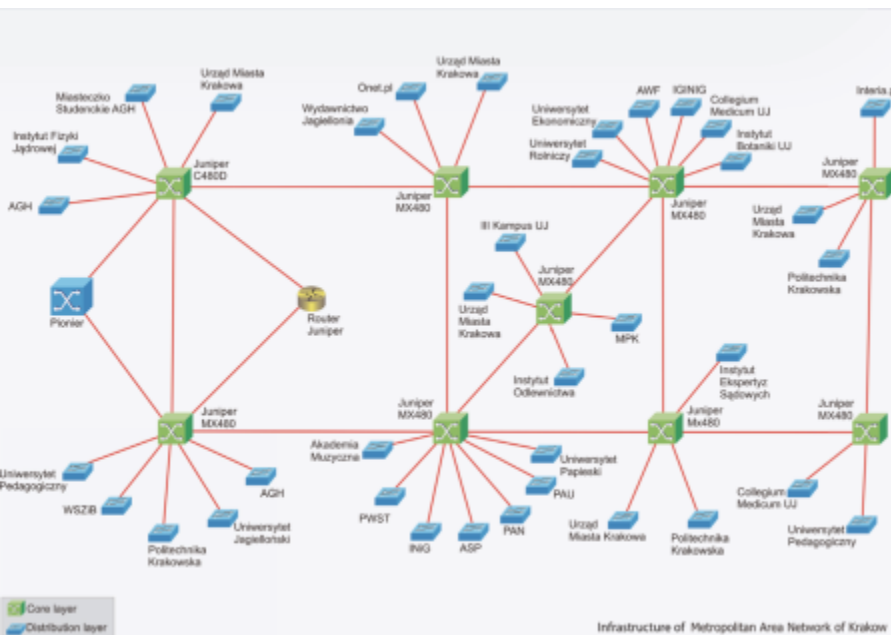 Miasteczko
Studenckie AGH
Urząd Miasta
Krakowa
Instytut Fizyki
Jądrowej
AGH
Juniper
C480D
Onet.pl
Urząd Miasta
Krakowa
Wydawnictwo
Jagiellonia
Juniper
MX480
AWF
IGINIG
Uniwersytet
Ekonomiczny
Collegium
Medicum UJ
Uniwersytet
Rolniczy
Instytut
Botaniki UJ
Juniper
MX480
Interia.p
Juniper
MX480
Urząd
Miasta
Krakowa
Politechnika
Krakowska
III Kampus UJ
Juniper
MX480
Urząd
Miasta
Krakowa
MPK
Instytut
Odlewnictwa
Pionier
Router
Juniper
Juniper
MX480
Uniwersytet
Pedagogiczny
WSZiB
Politechnika
Krakowska
Uniwersytet
Jagielloński
AGH
Juniper
MX480
Akademia
Muzyczna
PWST
INiG
ASP
PAN
PAU
Uniwersytet
Papieski
Instytut
Ekspertyz
Sądowych
Juniper
Mx480
Urząd
Miasta Krakowa
Politechnika
Krakowska
Juniper
MX480
Collegium
Medicum UJ
Uniwersytet
Pedagogiczny
Core layer
Distribution layer
Infrastructure of Metropolitan Area Network of Krakow